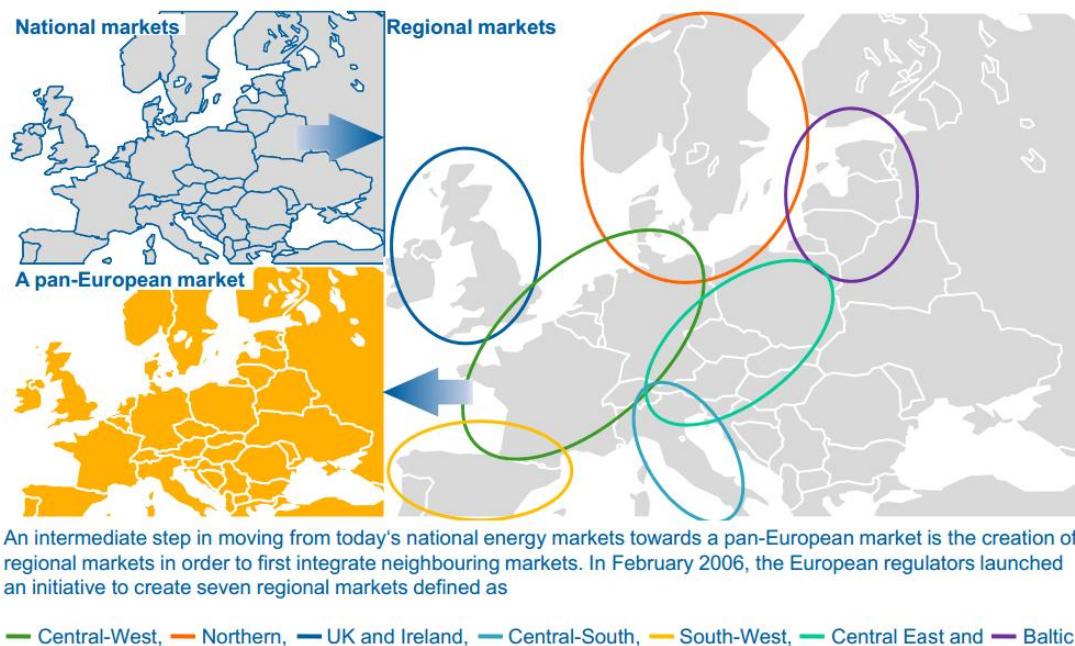 National markets
Regional markets
A pan-European market
An intermediate step in moving from today's national energy markets towards a pan-European market is the creation of
regional markets in order to first integrate neighbouring markets. In February 2006, the European regulators launched
an initiative to create seven regional markets defined as
Central-West, Northern, UK and Ireland, Central-South, South-West, Central East and Baltic